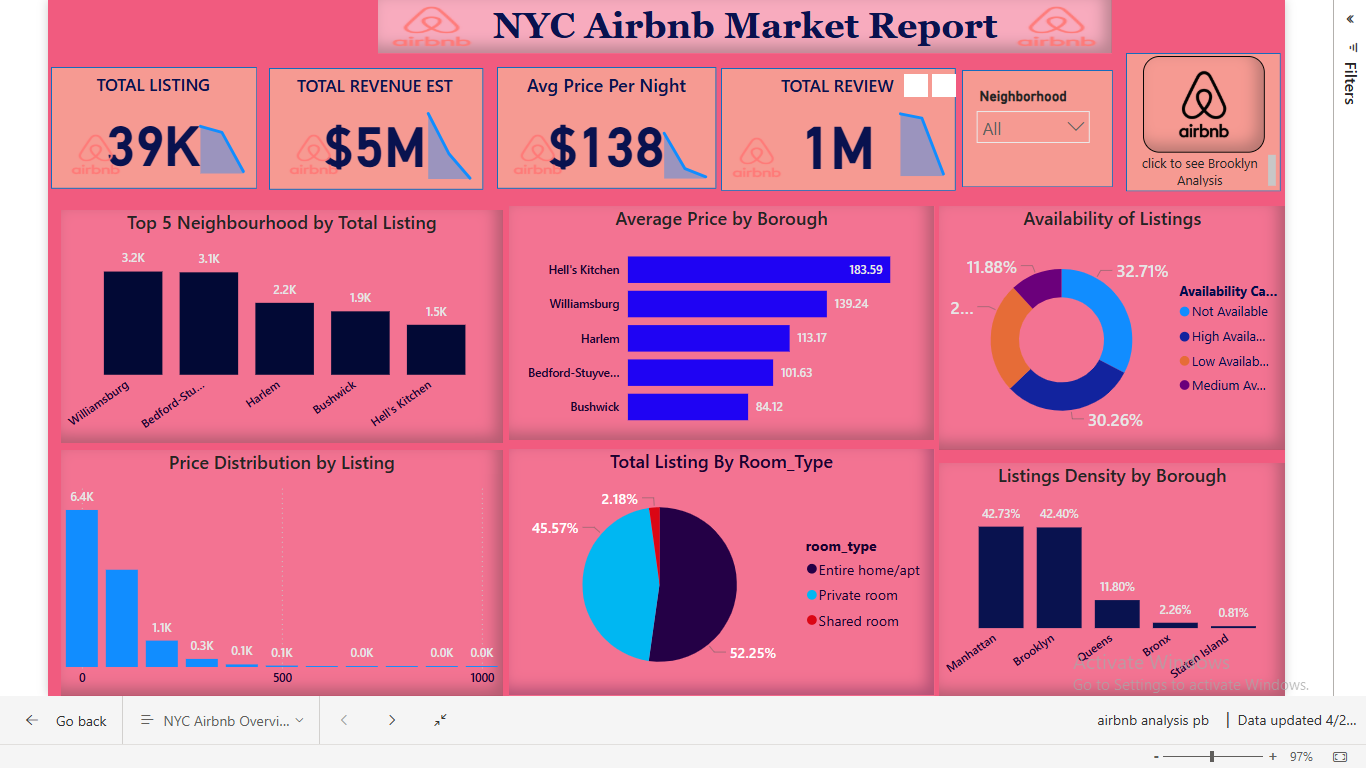 NYC Airbnb Market Report
airbnb
airbnb
TOTAL LISTING
39K
airbnb
TOTAL REVENUE EST
$5M
airbnb
Avg Price Per Night
$138
airbnb
TOTAL REVIEW
1M
airbnb
Neighborhood
All
airbnb
click to see Brooklyn
Analysis
Filters
Top 5 Neighbourhood by Total Listing
3.2K
3.1K
2.2K
1.9K
1.5K
Williamsburg
Bedford-Stu...
Harlem
Bushwick
Hell's Kitchen
Average Price by Borough
Hell's Kitchen 183.59
Williamsburg 139.24
Harlem 113.17
Bedford-Stuyve... 101.63
Bushwick 84.12
Availability of Listings
11.88%
32.71%
2...
30.26%
Availability Ca...
Not Available
High Availa...
Low Availab...
Medium Av...
Price Distribution by Listing
6.4K
1.1K
0.3K
0.1K
0.1K
0.0K
0.0K
0.0K
0
500
1000
Total Listing By Room_Type
2.18%
45.57%
52.25%
room_type
Entire home/apt
Private room
Shared room
Listings Density by Borough
42.73%
42.40%
11.80%
2.26%
0.81%
Manhattan
Brooklyn
Queens
Bronx
Staten Island
Activate Windows
Go to Settings to activate Windows.
Go back
NYC Airbnb Overvi...
airbnb analysis pb | Data updated 4/2...
- + 97%